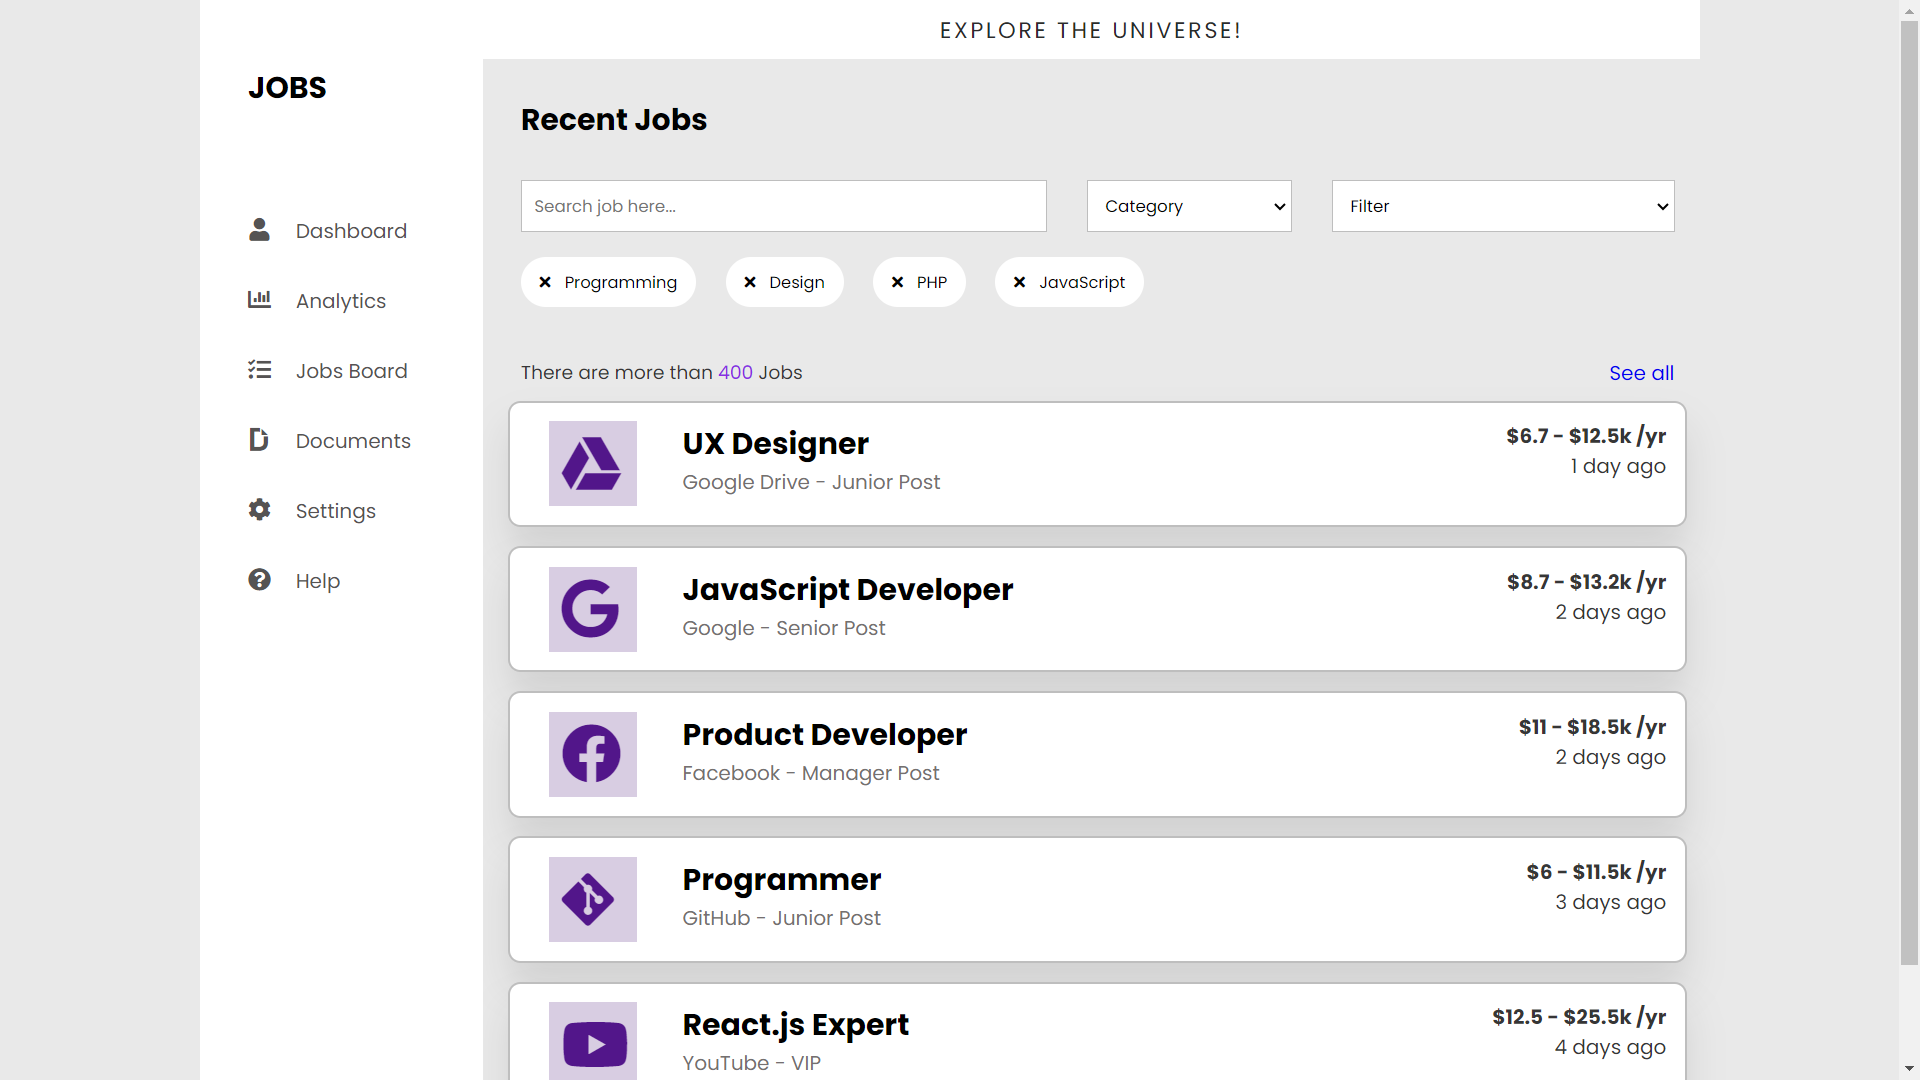 EXPLORE THE UNIVERSE!
JOBS
Dashboard
Analytics
Jobs Board
Documents
Settings
Help
Recent Jobs
Search job here...
Category
Filter
Programming
Design
PHP
JavaScript
There are more than 400 Jobs
See all
UX Designer
Google Drive - Junior Post
$6.7 - $12.5k /yr
1 day ago
JavaScript Developer
Google - Senior Post
$8.7 - $13.2k /yr
2 days ago
Product Developer
Facebook - Manager Post
$11 - $18.5k /yr
2 days ago
Programmer
GitHub - Junior Post
$6 - $11.5k /yr
3 days ago
React.js Expert
YouTube - VIP
$12.5 - $25.5k /yr
4 days ago